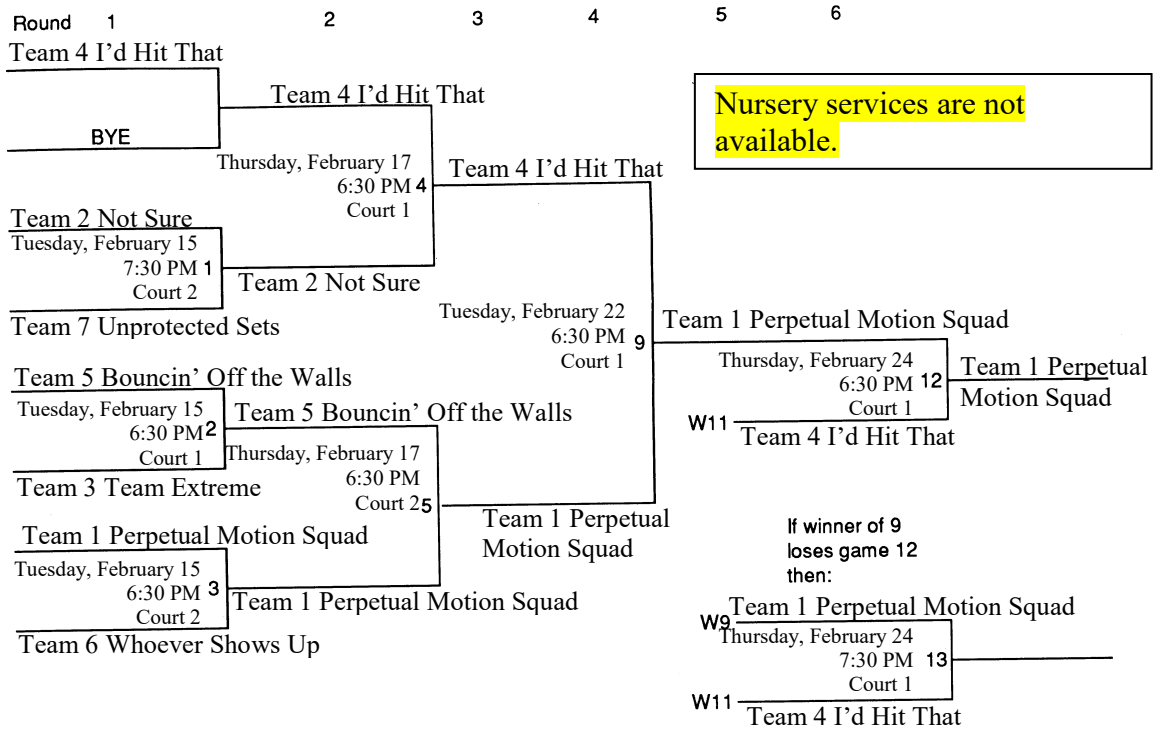 Round 1 2 3 4 5 6
Team 4 I’d Hit That
BYE
Team 4 I’d Hit That
Nursery services are not
available.
Thursday, February 17
6:30 PM 4
Court 1
Team 4 I’d Hit That
Team 2 Not Sure
Tuesday, February 15
7:30 PM 1
Court 2
Team 7 Unprotected Sets
Team 2 Not Sure
Tuesday, February 22
6:30 PM 9
Court 1
Team 1 Perpetual Motion Squad
Thursday, February 24
6:30 PM 12
Court 1
W11
Team 4 I’d Hit That
Team 1 Perpetual
Motion Squad
Team 5 Bouncin’ Off the Walls
Tuesday, February 15
6:30 PM 2
Court 1
Team 3 Team Extreme
Team 5 Bouncin’ Off the Walls
Thursday, February 17
6:30 PM
Court 2 5
Team 1 Perpetual
Motion Squad
Team 1 Perpetual Motion Squad
Tuesday, February 15
6:30 PM 3
Court 2
Team 6 Whoever Shows Up
Team 1 Perpetual Motion Squad
If winner of 9
loses game 12
then:
Team 1 Perpetual Motion Squad
W9
Thursday, February 24
7:30 PM 13
Court 1
W11
Team 4 I’d Hit That